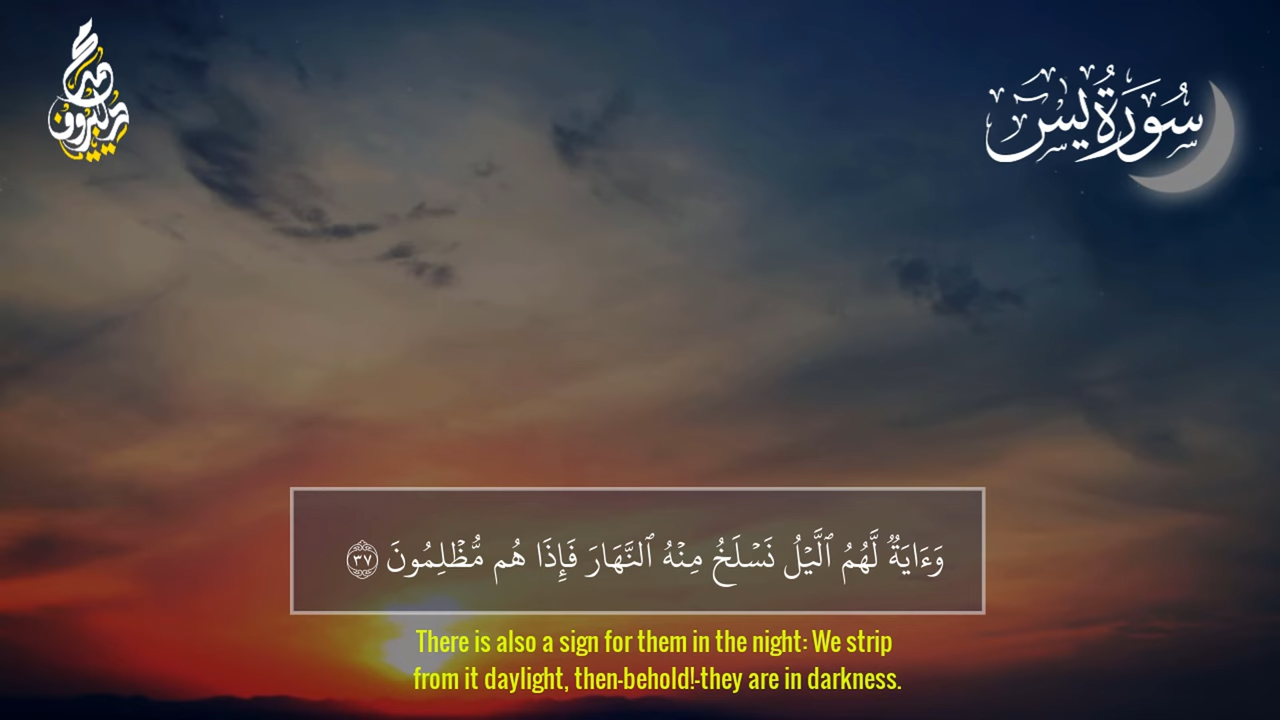 سُورَةُ يسٓ
وَءَايَةٌ لَّهُمُ ٱلَّيْلُ نَسْلَخُ مِنْهُ ٱلنَّهَارَ فَإِذَا هُم مُّظْلِمُونَ ٣٧
There is also a sign for them in the night: We strip
from it daylight, then-behold!-they are in darkness.